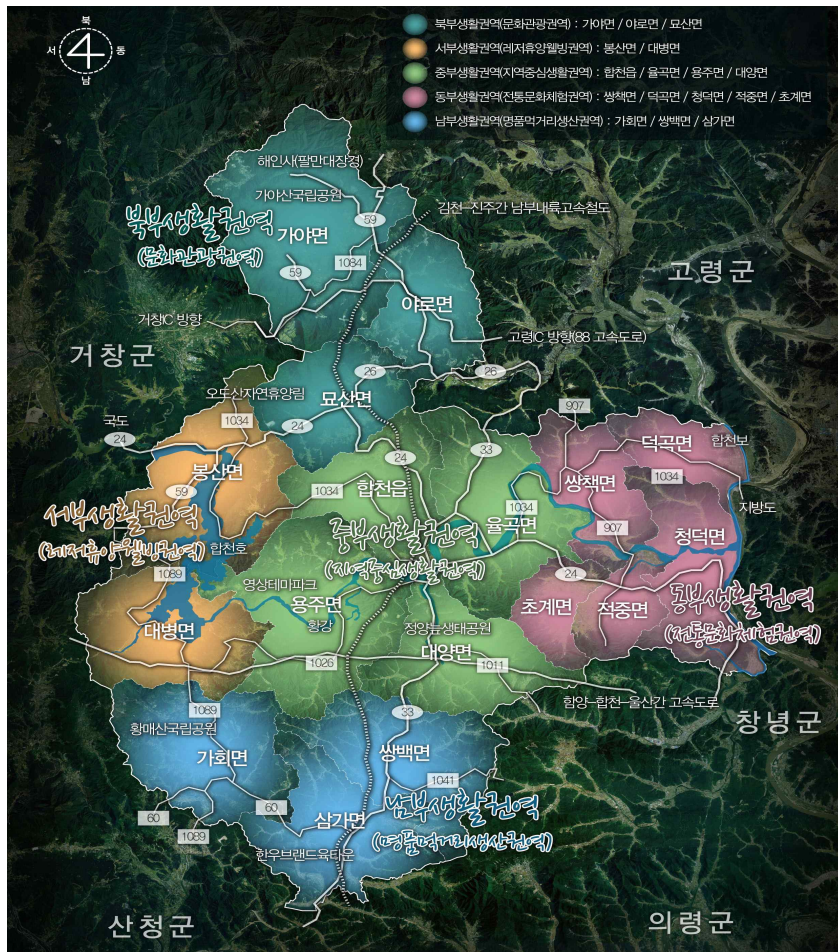 북
서 동
남
북부생활권역(문화관광권역) : 가야면 / 야로면 / 묘산면
서부생활권역(레저휴양웰빙권역) : 봉산면 / 대병면
중부생활권역(지역중심생활권역) : 합천읍 / 율곡면 / 용주면 / 대양면
동부생활권역(전통문화체험권역) : 쌍책면 / 덕곡면 / 청덕면 / 적중면 / 초계면
남부생활권역(명품먹거리생산권역) : 가회면 / 쌍백면 / 삼가면
해인사(팔만대장경)
가야산국립공원
59
김천-진주간 남부내륙고속철도
북부생활권역
(문화관광권역)
가야면
59
1084
고령군
야로면
거창IC 방향
고령IC 방향(88 고속도로)
거창군
26
26
오도산자연휴양림
묘산면
국도
24
1034
24
907
덕곡면
합천보
33
24
봉산면
59
1034
합천읍
쌍책면
1034
지방도
1034
율곡면
907
청덕면
서부생활권역
(레저휴양웰빙권역)
합천호
중부생활권역
(지역중심생활권역)
1089
영상테마파크
24
용주면
초계면
적중면
동부생활권역
(전통문화체험권역)
대병면
황강
정양늪생태공원
대양면
1026
1011
함양-합천-울산간 고속도로
1089
33
창녕군
황매산국립공원
가회면
쌍백면
1041
60
60
남부생활권역
(명품먹거리생산권역)
1089
삼가면
한우브랜드육타운
산청군
의령군